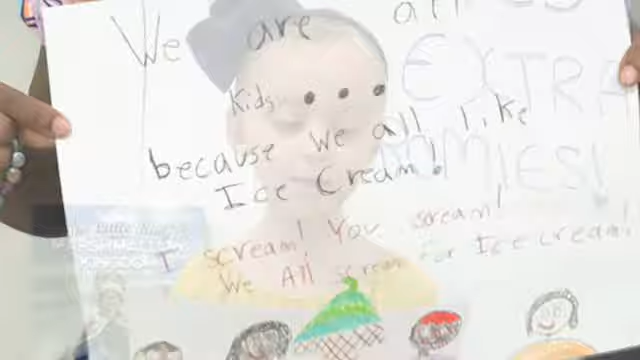 We are all
Kids...
because we all like
Ice Cream!
I scream! You scream!
We All scream for Ice cream!
EXTRA